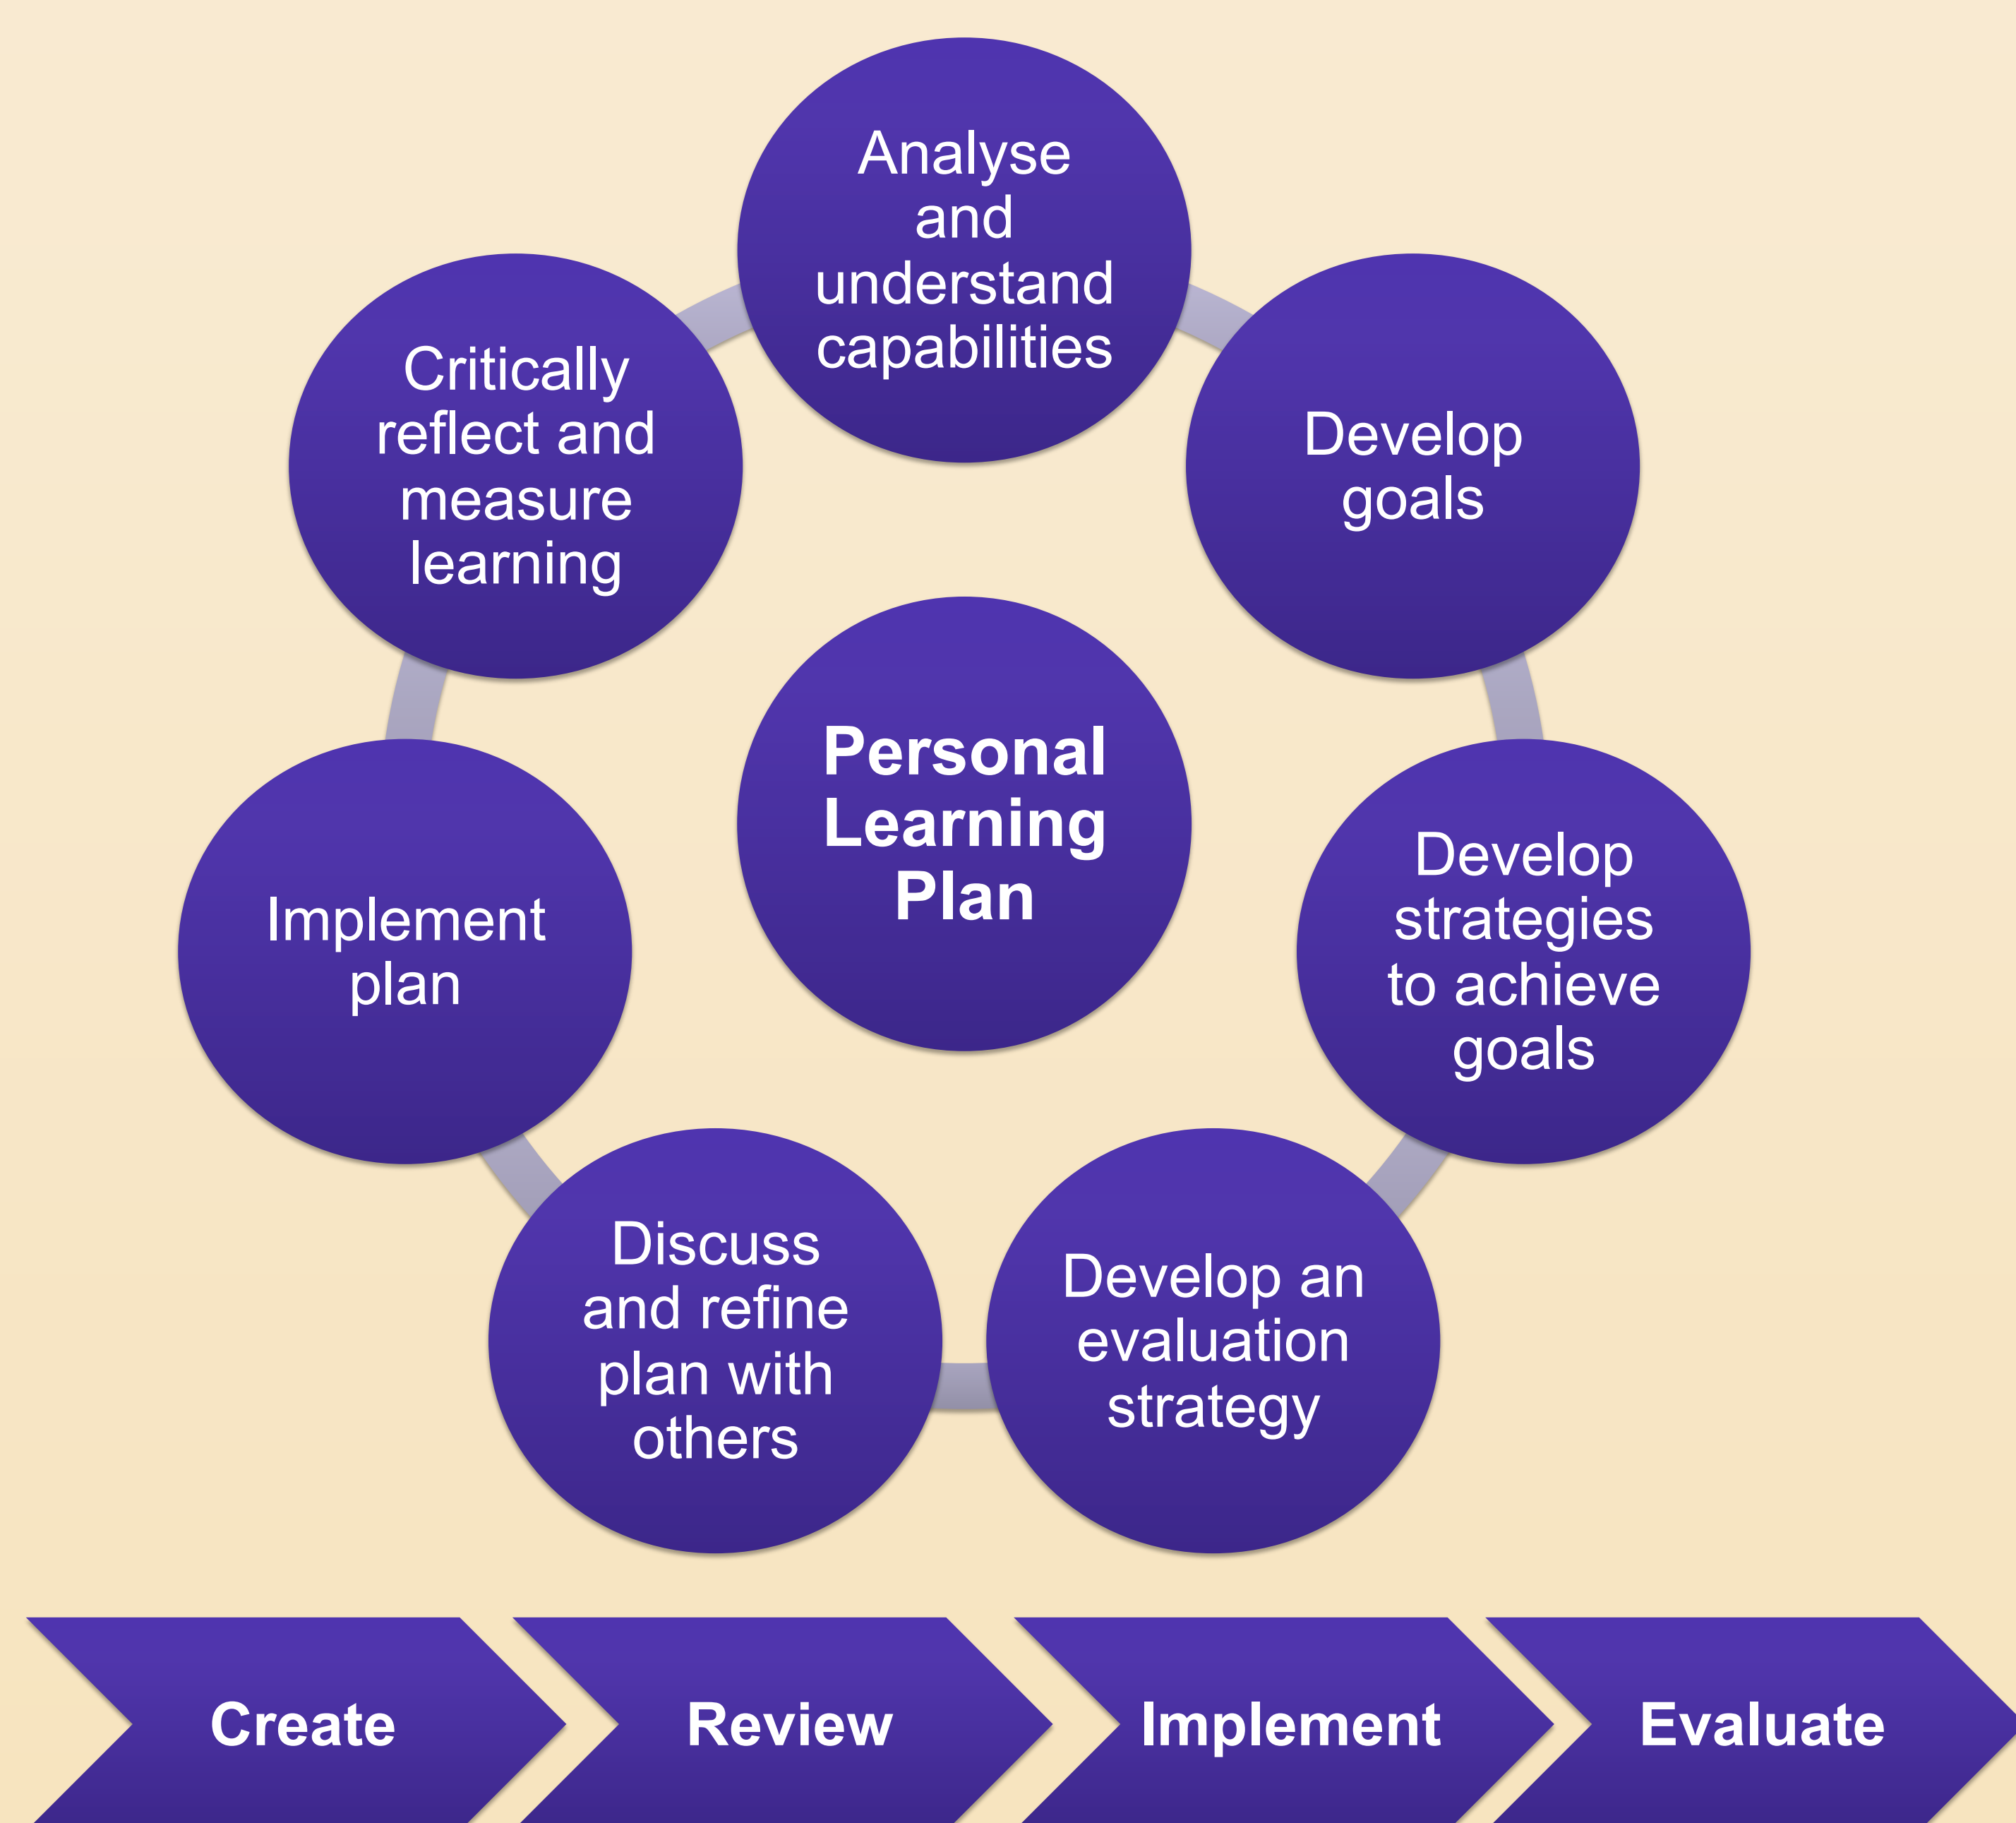 Analyse
and
understand
capabilities
Develop
goals
Develop
strategies
to achieve
goals
Develop an
evaluation
strategy
Discuss
and refine
plan with
others
Implement
plan
Critically
reflect and
measure
learning
Personal
Learning
Plan
Create
Review
Implement
Evaluate